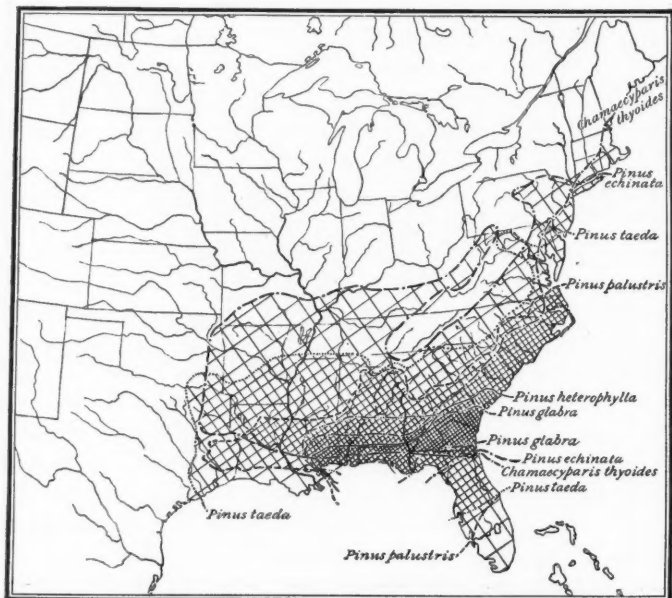 Chamaecyparis
thyoides
Pinus
echinata
Pinus taeda
Pinus palustris
Pinus heterophylla
Pinus glabra
Pinus glabra
Pinus echinata
Chamaecyparis thyoides
Pinus taeda
Pinus taeda
Pinus palustris